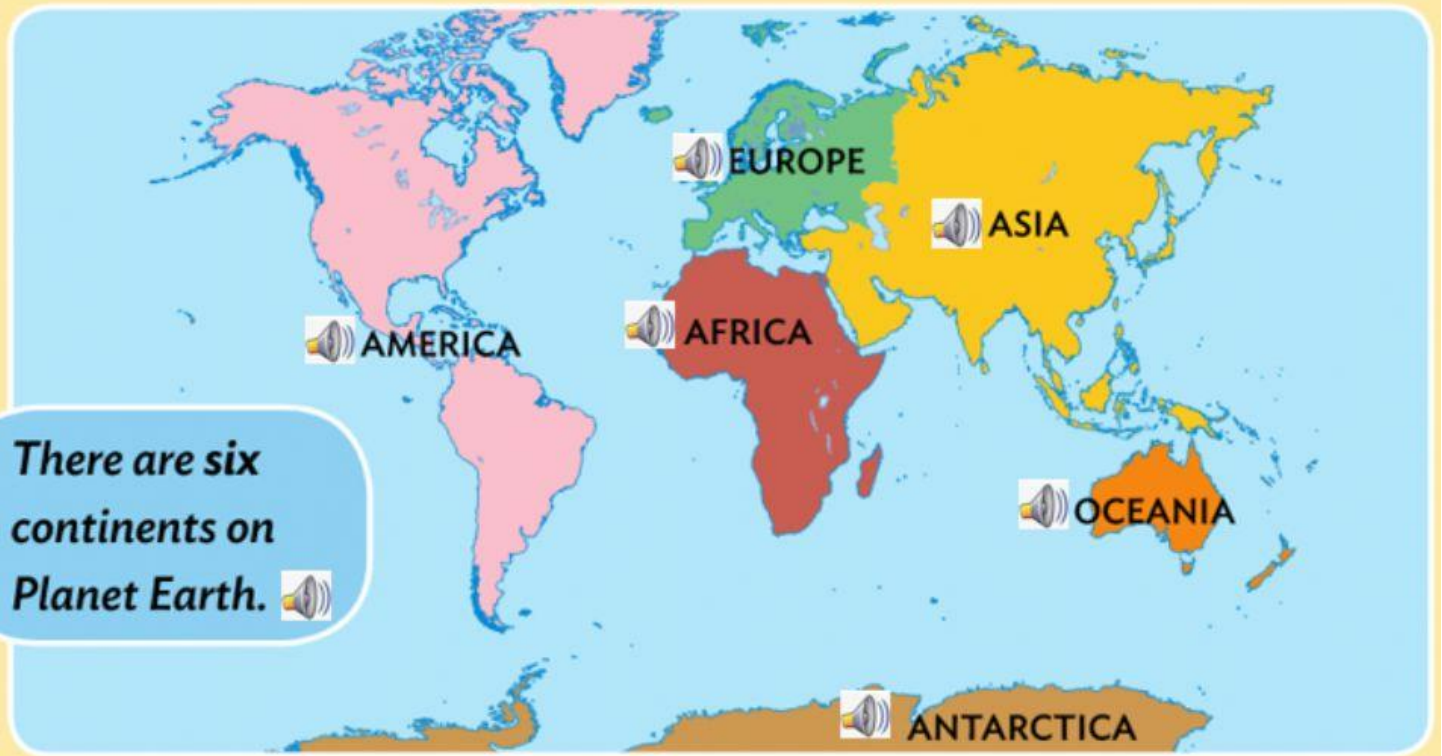 EUROPE
ASIA
AFRICA
AMERICA
There are six
continents on
Planet Earth.
OCEANIA
ANTARCTICA